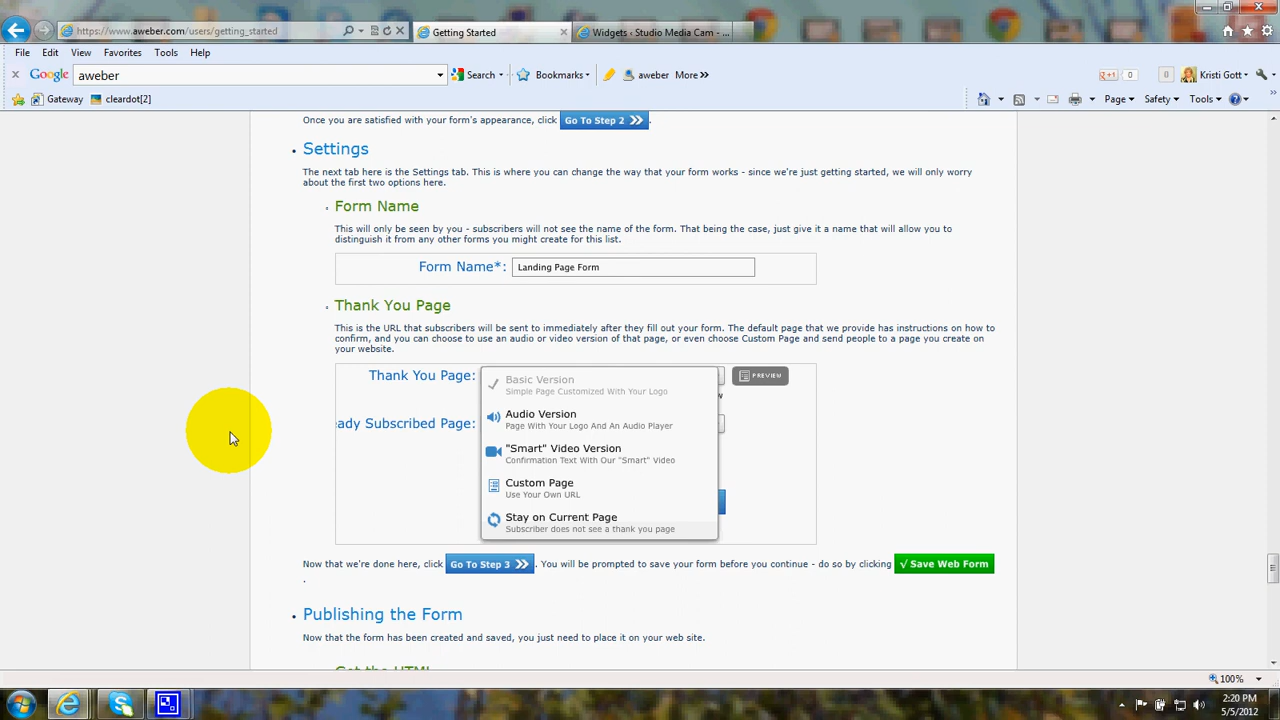 https://www.aweber.com/users/getting_started
Getting Started
Widgets ‹ Studio Media Cam - ...
File Edit View Favorites Tools Help
Google aweber Search Bookmarks aweber More » +1 0 0 Kristi Gott
Gateway cleardot[2] Page Safety Tools
Once you are satisfied with your form's appearance, click Go To Step 2 .
Settings
The next tab here is the Settings tab. This is where you can change the way that your form works - since we're just getting started, we will only worry
about the first two options here.
Form Name
This will only be seen by you - subscribers will not see the name of the form. That being the case, just give it a name that will allow you to
distinguish it from any other forms you might create for this list.
Form Name*: Landing Page Form
Thank You Page
This is the URL that subscribers will be sent to immediately after they fill out your form. The default page that we provide has instructions on how to
confirm, and you can choose to use an audio or video version of that page, or even choose Custom Page and send people to a page you create on
your website.
Thank You Page: PREVIEW
Basic Version
Simple Page Customized With Your Logo
w
Audio Version
Page With Your Logo And An Audio Player
ady Subscribed Page:
"Smart" Video Version
Confirmation Text With Our "Smart" Video
Custom Page
Use Your Own URL
Stay on Current Page
Subscriber does not see a thank you page
Now that we're done here, click Go To Step 3 . You will be prompted to save your form before you continue - do so by clicking √ Save Web Form
.
Publishing the Form
Now that the form has been created and saved, you just need to place it on your web site.
Get the HTML
100%
2:20 PM
5/5/2012